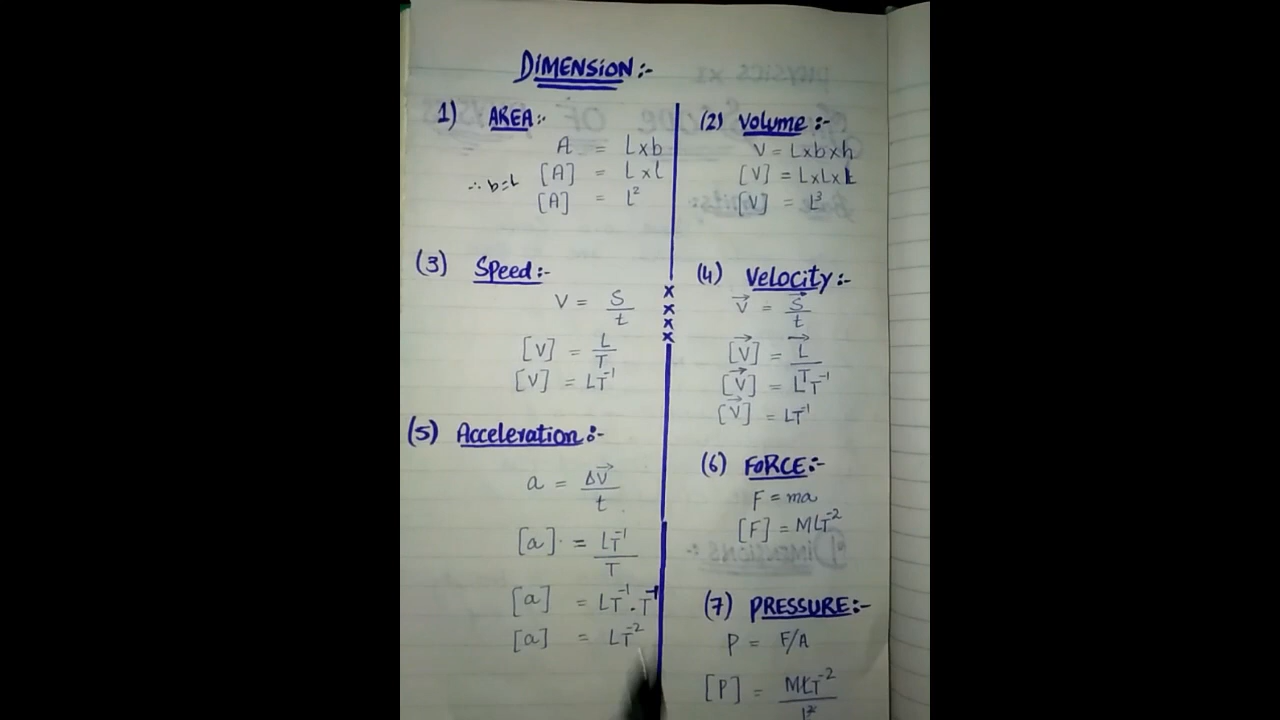 DIMENSION:-
1) AREA:-
A = L x b
∴ b=L [A] = L x L
[A] = L²
(2) Volume:-
V = L x b x h
[V] = L x L x L
[V] = L³
(3) Speed:-
V = S/t
[V] = L/T
[V] = LT⁻¹
(4) Velocity:-
V⃗ = S⃗/t
[V⃗] = L⃗/T
[V⃗] = LT⁻¹
[V⃗] = LT⁻¹
(5) Acceleration:-
a = ΔV⃗/t
[a] = LT⁻¹/T
[a] = LT⁻¹.T⁻¹
[a] = LT⁻²
(6) FORCE:-
F = ma
[F] = MLT⁻²
(7) PRESSURE:-
P = F/A
[P] = MLT⁻²/L²